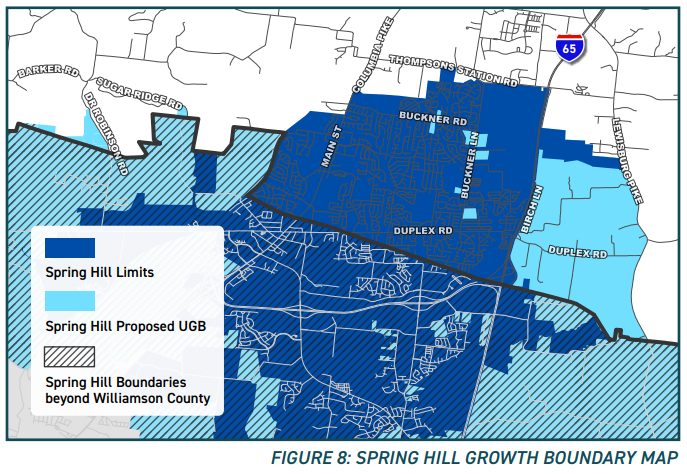 COLUMBIA PIKE
65
THOMPSONS STATION RD
BARKER RD
SUGAR RIDGE RD
DR ROBINSON RD
BUCKNER RD
MAIN ST
BUCKNER LN
LEWISBURG PIKE
BIRCH LN
DUPLEX RD
DUPLEX RD
Spring Hill Limits
Spring Hill Proposed UGB
Spring Hill Boundaries
beyond Williamson County
FIGURE 8: SPRING HILL GROWTH BOUNDARY MAP